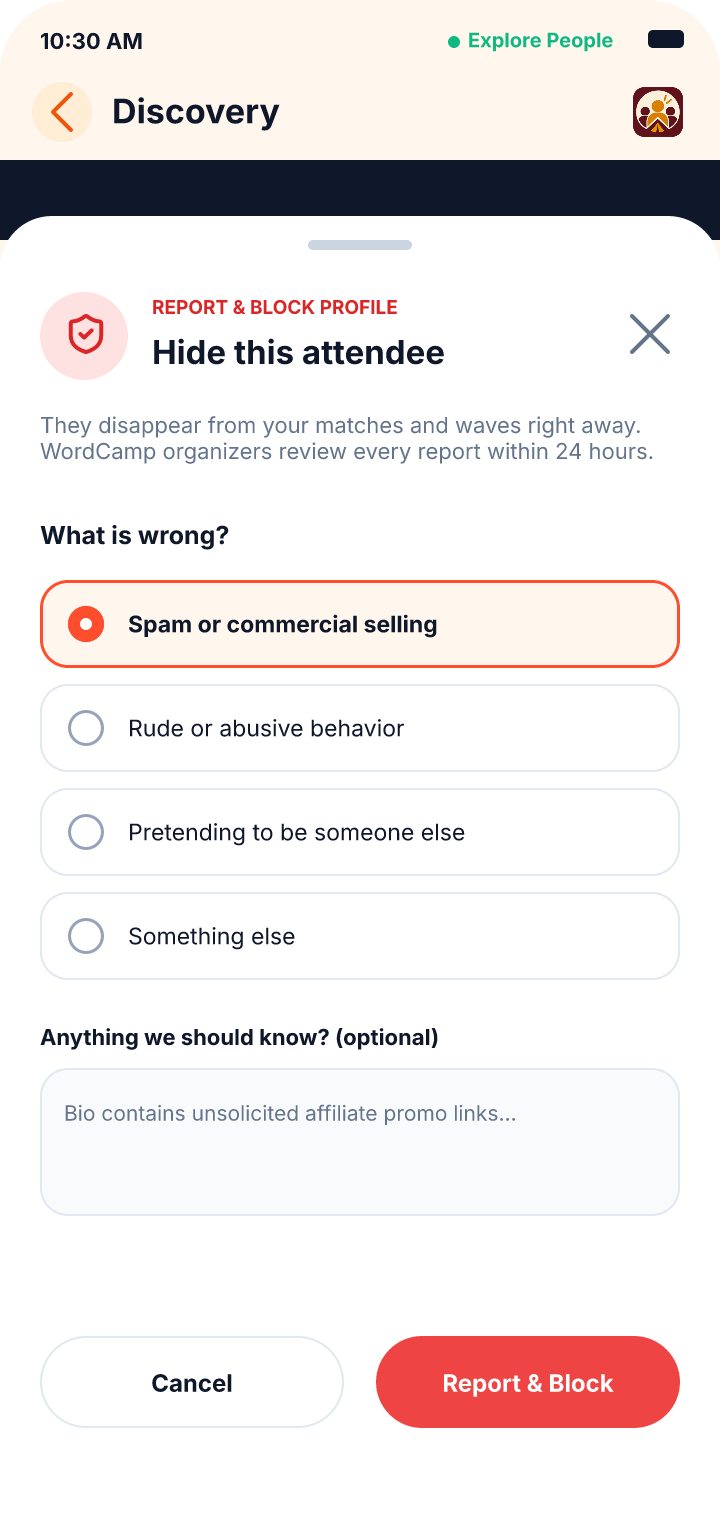 10:30 AM
Explore People
Discovery
REPORT & BLOCK PROFILE
Hide this attendee
They disappear from your matches and waves right away.
WordCamp organizers review every report within 24 hours.
What is wrong?
Spam or commercial selling
Rude or abusive behavior
Pretending to be someone else
Something else
Anything we should know? (optional)
Bio contains unsolicited affiliate promo links...
Cancel
Report & Block